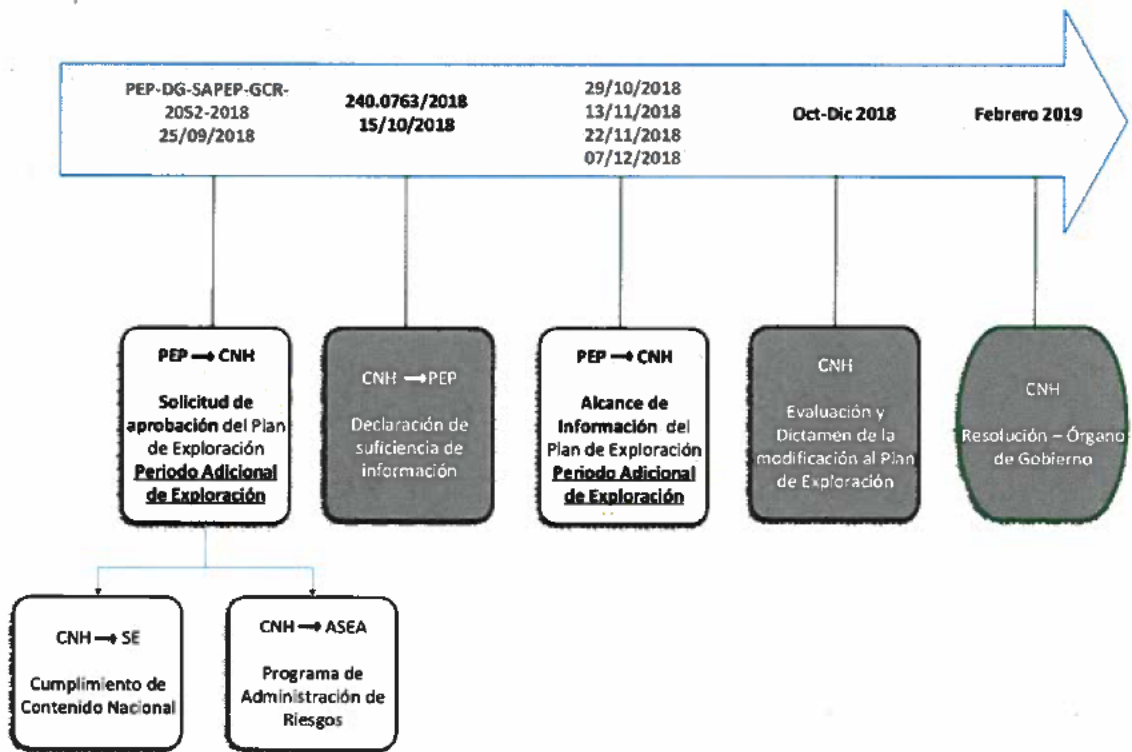 PEP-DG-SAPEP-GCR-
2052-2018
25/09/2018
240.0763/2018
15/10/2018
29/10/2018
13/11/2018
22/11/2018
07/12/2018
Oct-Dic 2018
Febrero 2019
PEP → CNH
Solicitud de
aprobación del Plan
de Exploración
Periodo Adicional
de Exploración
CNH → PEP
Declaración de
suficiencia de
información
PEP → CNH
Alcance de
Información del
Plan de Exploración
Periodo Adicional
de Exploración
CNH
Evaluación y
Dictamen de la
modificación al Plan
de Exploración
CNH
Resolución – Órgano
de Gobierno
CNH → SE
Cumplimiento de
Contenido Nacional
CNH → ASEA
Programa de
Administración de
Riesgos